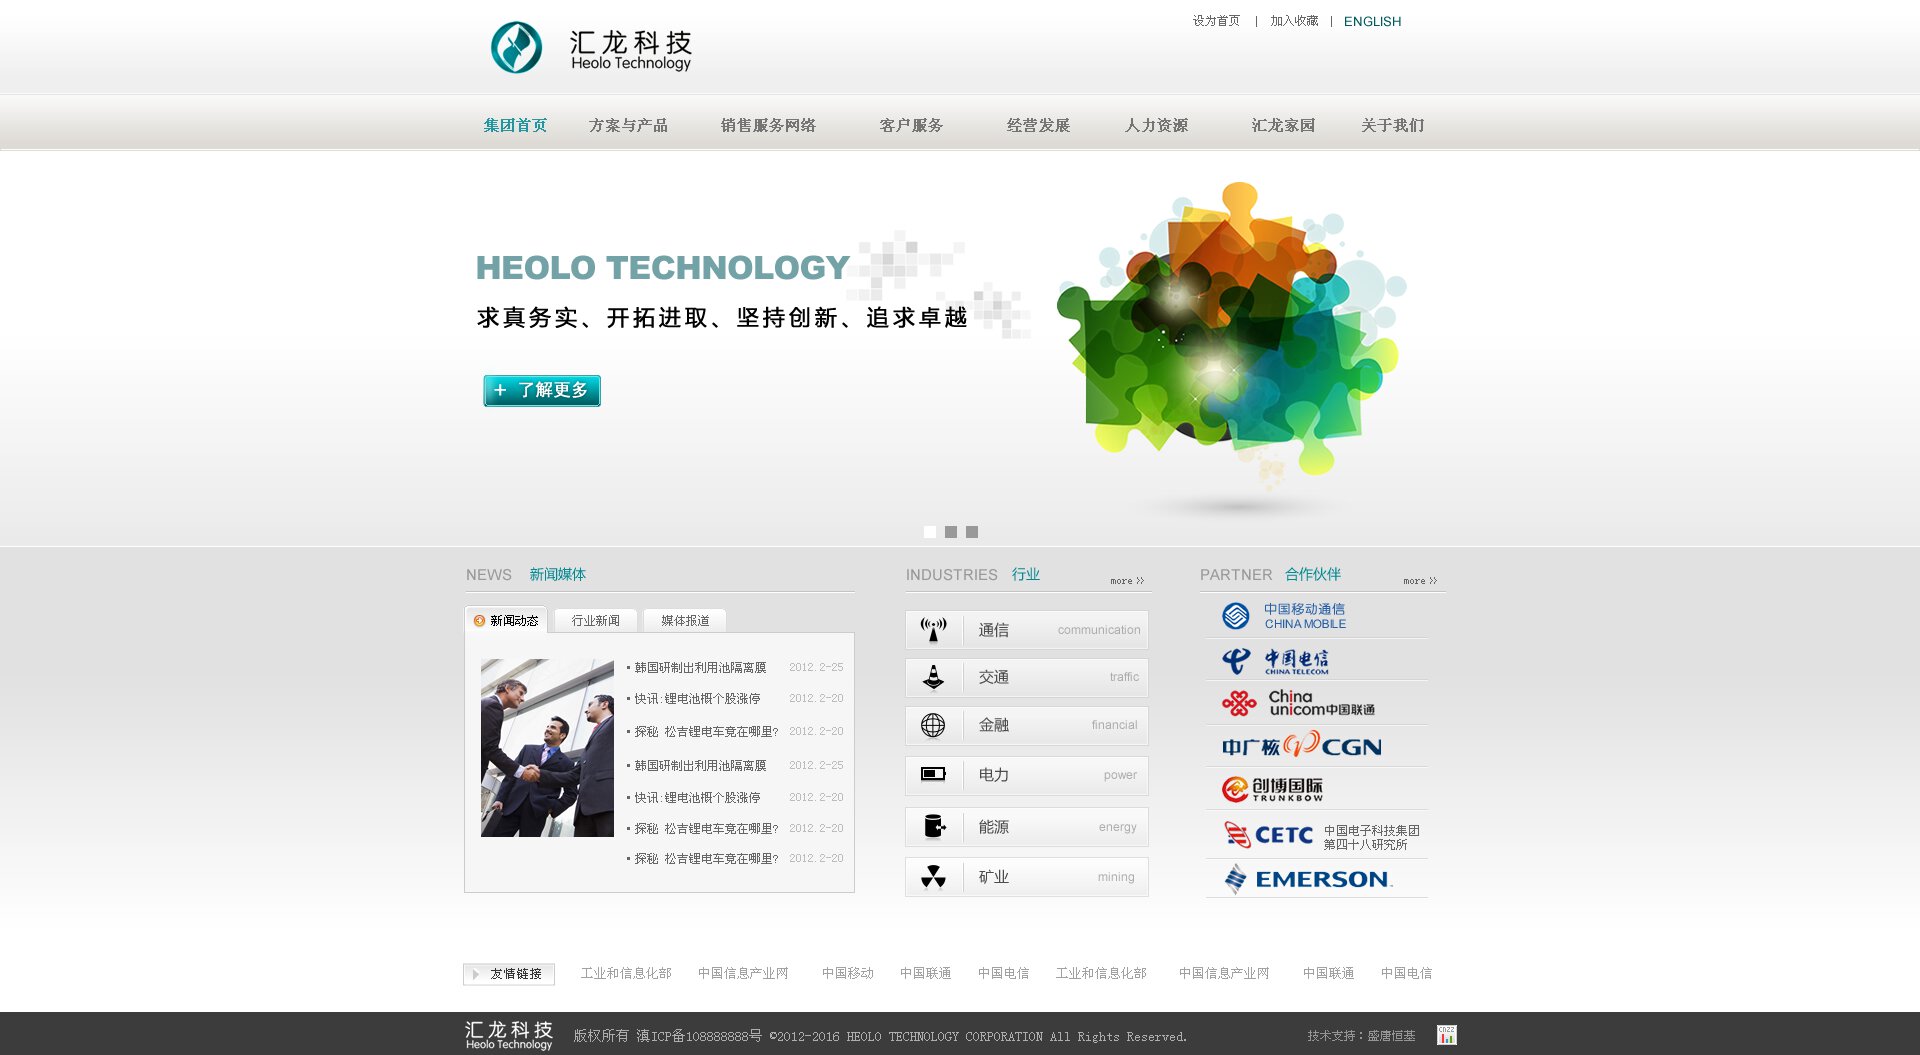 汇龙科技
Heolo Technology
设为首页 | 加入收藏 | ENGLISH
集团首页 方案与产品 销售服务网络 客户服务 经营发展 人力资源 汇龙家园 关于我们
HEOLO TECHNOLOGY
求真务实、开拓进取、坚持创新、追求卓越
+ 了解更多
NEWS 新闻媒体
新闻动态 行业新闻 媒体报道
韩国研制出利用池隔离膜 2012.2-25
快讯:锂电池概个股涨停 2012.2-20
探秘 松吉锂电车竟在哪里? 2012.2-20
韩国研制出利用池隔离膜 2012.2-25
快讯:锂电池概个股涨停 2012.2-20
探秘 松吉锂电车竟在哪里? 2012.2-20
探秘 松吉锂电车竟在哪里? 2012.2-20
INDUSTRIES 行业 more
通信 communication
交通 traffic
金融 financial
电力 power
能源 energy
矿业 mining
PARTNER 合作伙伴 more
中国移动通信
CHINA MOBILE
中国电信
CHINA TELECOM
China
unicom中国联通
中广核 CGN
创博国际
TRUNKBOW
CETC 中国电子科技集团
第四十八研究所
EMERSON
友情链接 工业和信息化部 中国信息产业网 中国移动 中国联通 中国电信 工业和信息化部 中国信息产业网 中国联通 中国电信
汇龙科技
Heolo Technology
版权所有 滇ICP备108888888号 ©2012-2016 HEOLO TECHNOLOGY CORPORATION All Rights Reserved.
技术支持：盛唐恒基
CNZZ